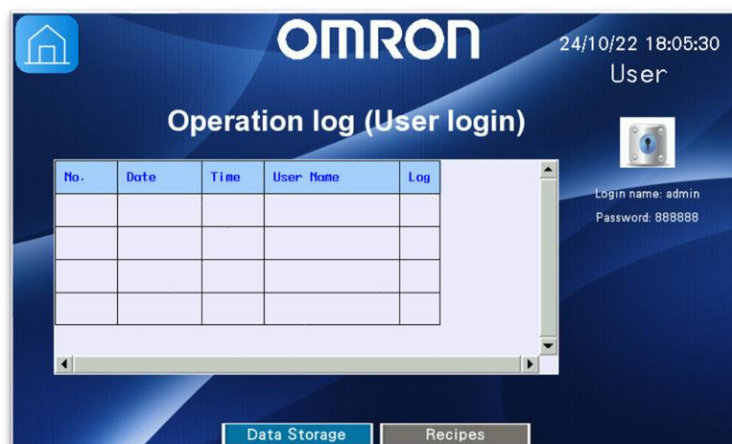 OMRON
24/10/22 18:05:30
User
Operation log (User login)
No. Date Time User Name Log
Login name: admin
Password: 888888
Data Storage Recipes